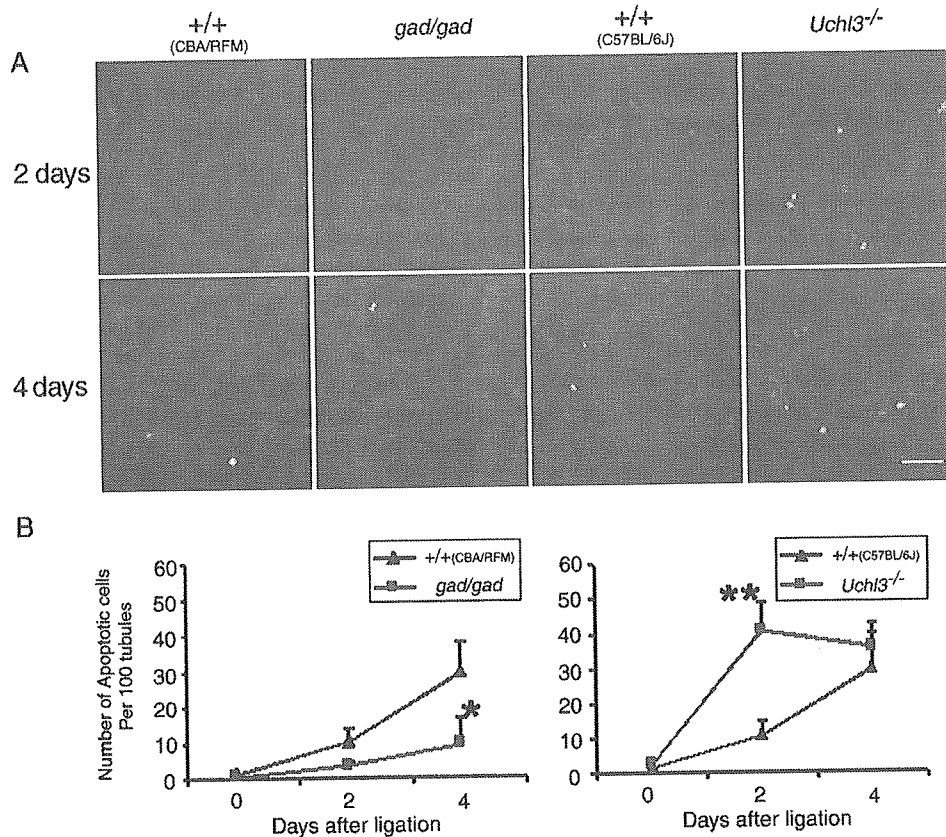 +/+ gad/gad +/+ Uchl3-/-
(CBA/RFM) (C57BL/6J)
A
2 days
4 days
B
60
50
40
30
20
10
0
Number of Apoptotic cells
Per 100 tubules
+/+(CBA/RFM)
gad/gad
*
0 2 4
Days after ligation
60
50
40
30
20
10
0
+/+(C57BL/6J)
Uchl3-/-
**
0 2 4
Days after ligation